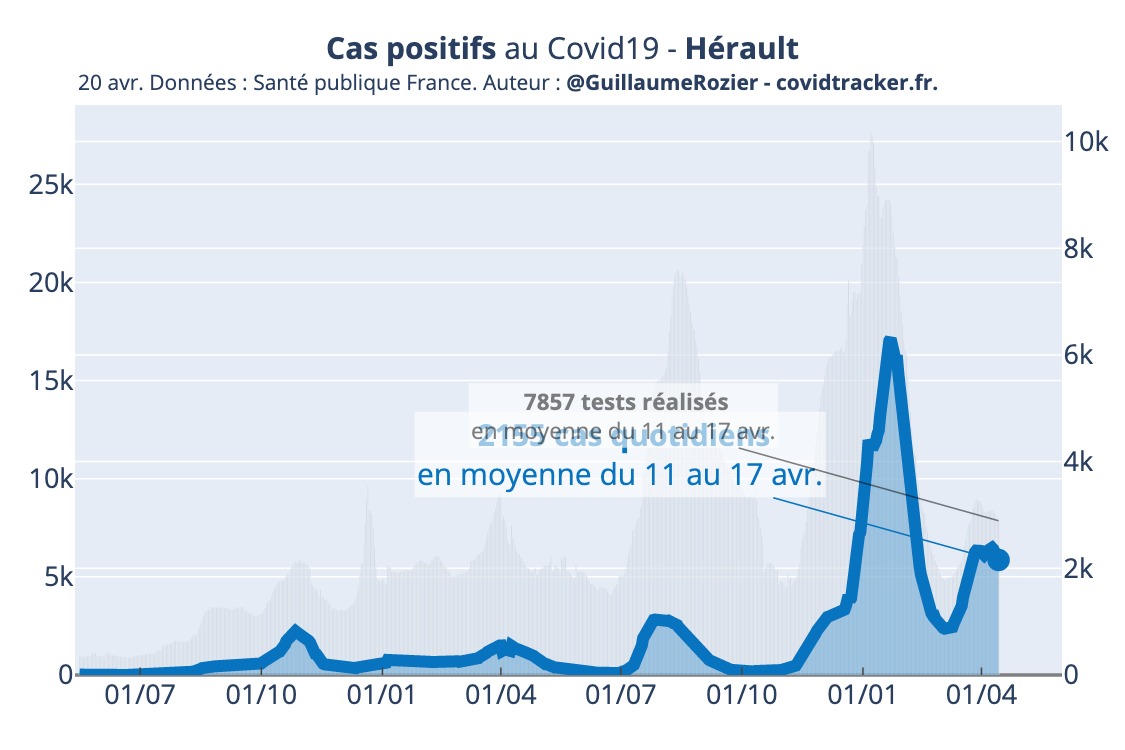 Cas positifs au Covid19 - Hérault
20 avr. Données : Santé publique France. Auteur : @GuillaumeRozier - covidtracker.fr.
10k
25k
8k
20k
6k
15k
7857 tests réalisés
en moyenne du 11 au 17 avr.
2155 cas quotidiens
en moyenne du 11 au 17 avr.
4k
10k
2k
5k
0
0
01/07 01/10 01/01 01/04 01/07 01/10 01/01 01/04